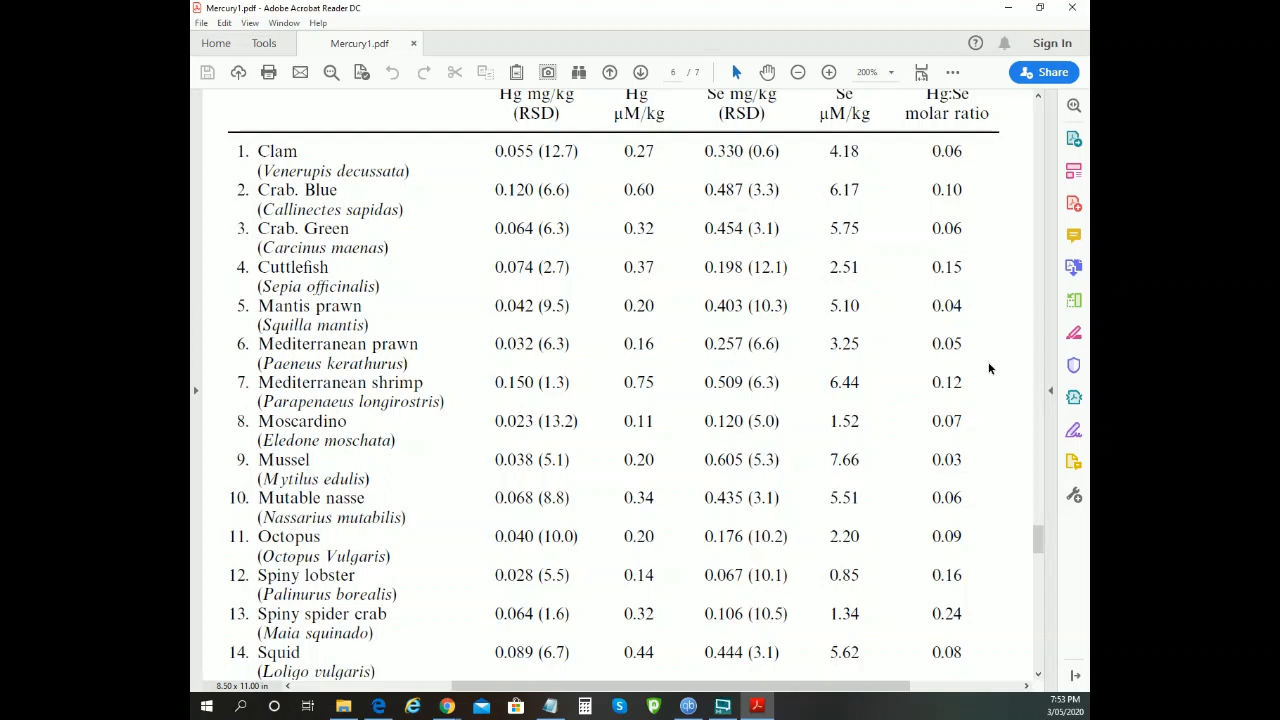 Mercury1.pdf - Adobe Acrobat Reader DC
File Edit View Window Help
Home Tools Mercury1.pdf × Sign In
6 / 7 200% Share
Hg mg/kg Hg Se mg/kg Se Hg:Se
(RSD) μM/kg (RSD) μM/kg molar ratio
1. Clam 0.055 (12.7) 0.27 0.330 (0.6) 4.18 0.06
(Venerupis decussata)
2. Crab. Blue 0.120 (6.6) 0.60 0.487 (3.3) 6.17 0.10
(Callinectes sapidas)
3. Crab. Green 0.064 (6.3) 0.32 0.454 (3.1) 5.75 0.06
(Carcinus maenas)
4. Cuttlefish 0.074 (2.7) 0.37 0.198 (12.1) 2.51 0.15
(Sepia officinalis)
5. Mantis prawn 0.042 (9.5) 0.20 0.403 (10.3) 5.10 0.04
(Squilla mantis)
6. Mediterranean prawn 0.032 (6.3) 0.16 0.257 (6.6) 3.25 0.05
(Paeneus kerathurus)
7. Mediterranean shrimp 0.150 (1.3) 0.75 0.509 (6.3) 6.44 0.12
(Parapenaeus longirostris)
8. Moscardino 0.023 (13.2) 0.11 0.120 (5.0) 1.52 0.07
(Eledone moschata)
9. Mussel 0.038 (5.1) 0.20 0.605 (5.3) 7.66 0.03
(Mytilus edulis)
10. Mutable nasse 0.068 (8.8) 0.34 0.435 (3.1) 5.51 0.06
(Nassarius mutabilis)
11. Octopus 0.040 (10.0) 0.20 0.176 (10.2) 2.20 0.09
(Octopus Vulgaris)
12. Spiny lobster 0.028 (5.5) 0.14 0.067 (10.1) 0.85 0.16
(Palinurus borealis)
13. Spiny spider crab 0.064 (1.6) 0.32 0.106 (10.5) 1.34 0.24
(Maia squinado)
14. Squid 0.089 (6.7) 0.44 0.444 (3.1) 5.62 0.08
(Loligo vulgaris)
8.50 x 11.00 in
7:53 PM
3/05/2020